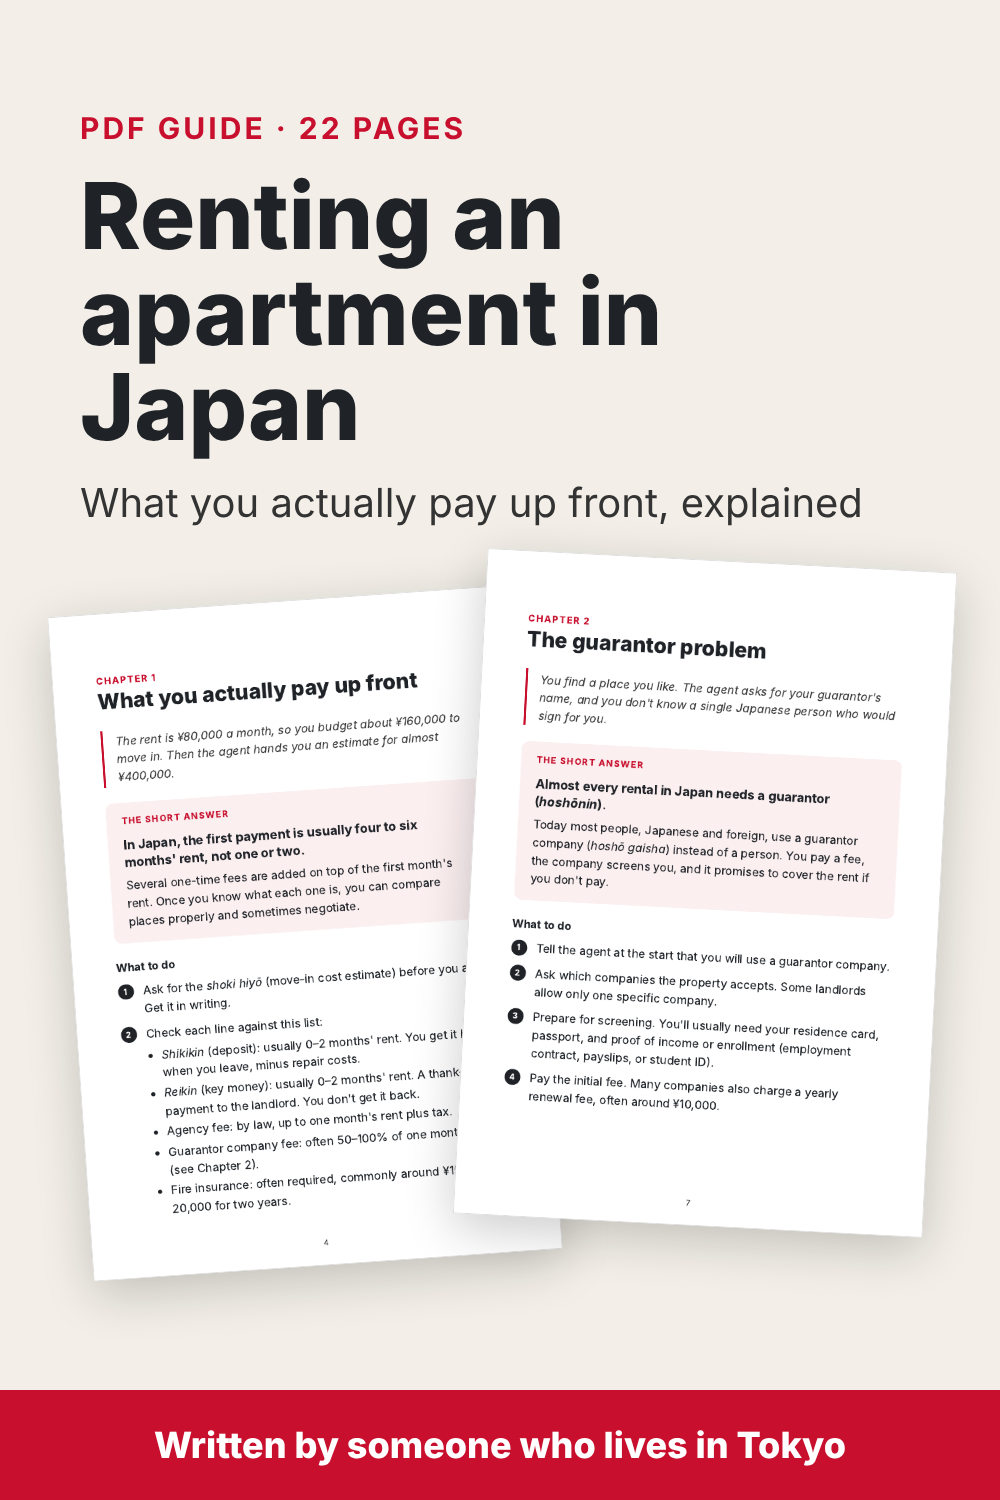 PDF GUIDE · 22 PAGES
Renting an
apartment in
Japan
What you actually pay up front, explained
CHAPTER 1
What you actually pay up front
The rent is ¥80,000 a month, so you budget about ¥160,000 to
move in. Then the agent hands you an estimate for almost
¥400,000.
THE SHORT ANSWER
In Japan, the first payment is usually four to six
months' rent, not one or two.
Several one-time fees are added on top of the first month's
rent. Once you know what each one is, you can compare
places properly and sometimes negotiate.
What to do
1 Ask for the shoki hiyō (move-in cost estimate) before you
Get it in writing.
2 Check each line against this list:
• Shikikin (deposit): usually 0–2 months' rent. You get it
when you leave, minus repair costs.
• Reikin (key money): usually 0–2 months' rent. A thank-
payment to the landlord. You don't get it back.
• Agency fee: by law, up to one month's rent plus tax.
• Guarantor company fee: often 50–100% of one
(see Chapter 2).
• Fire insurance: often required, commonly around
20,000 for two years.
4
CHAPTER 2
The guarantor problem
You find a place you like. The agent asks for your guarantor's
name, and you don't know a single Japanese person who would
sign for you.
THE SHORT ANSWER
Almost every rental in Japan needs a guarantor
(hoshōnin).
Today most people, Japanese and foreign, use a guarantor
company (hoshō gaisha) instead of a person. You pay a fee,
the company screens you, and it promises to cover the rent if
you don't pay.
What to do
1 Tell the agent at the start that you will use a guarantor company.
2 Ask which companies the property accepts. Some landlords
allow only one specific company.
3 Prepare for screening. You'll usually need your residence card,
passport, and proof of income or enrollment (employment
contract, payslips, or student ID).
4 Pay the initial fee. Many companies also charge a yearly
renewal fee, often around ¥10,000.
7
Written by someone who lives in Tokyo